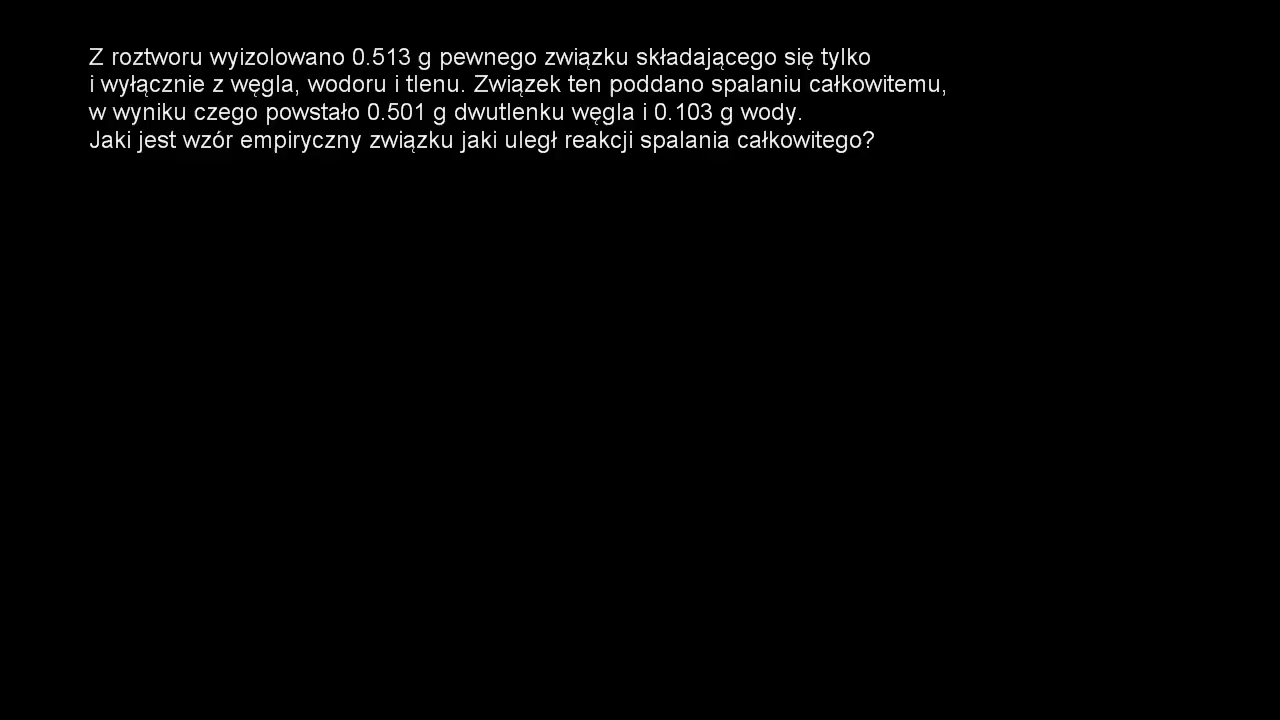 Z roztworu wyizolowano 0.513 g pewnego związku składającego się tylko
i wyłącznie z węgla, wodoru i tlenu. Związek ten poddano spalaniu całkowitemu,
w wyniku czego powstało 0.501 g dwutlenku węgla i 0.103 g wody.
Jaki jest wzór empiryczny związku jaki uległ reakcji spalania całkowitego?